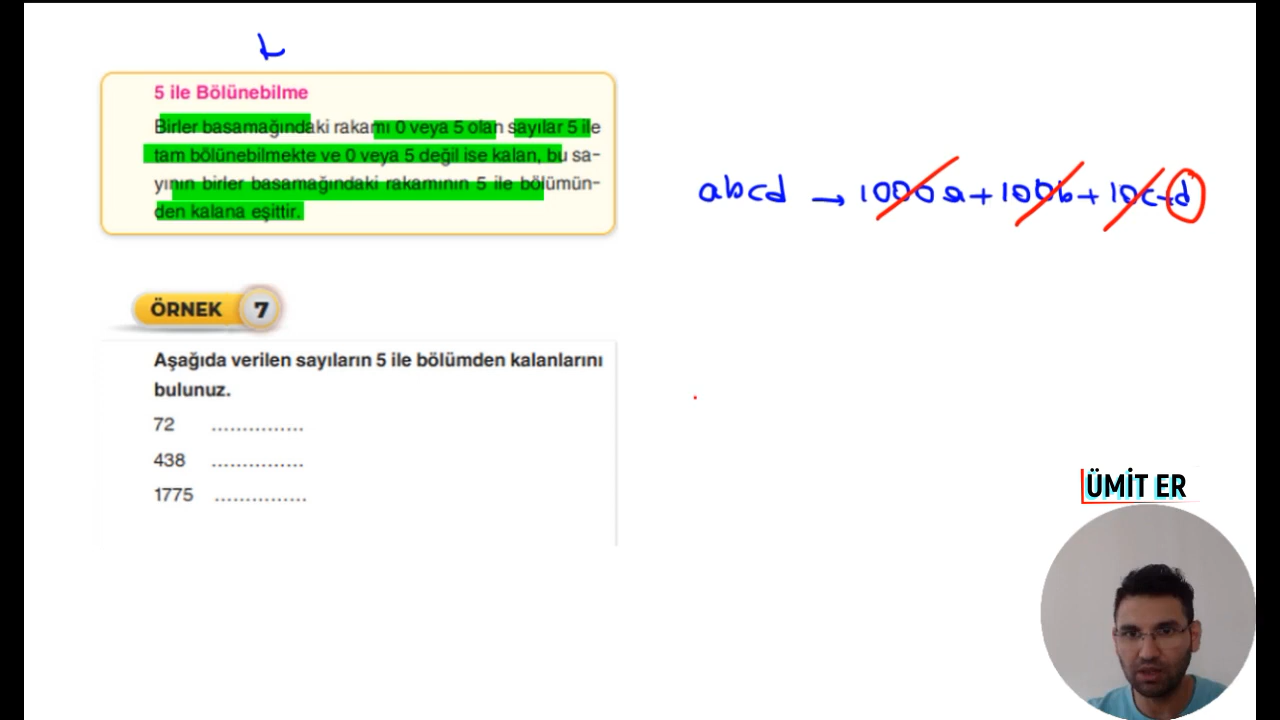 5 ile Bölünebilme
Birler basamağındaki rakamı 0 veya 5 olan sayılar 5 ile
tam bölünebilmekte ve 0 veya 5 değil ise kalan, bu sa-
yının birler basamağındaki rakamının 5 ile bölümün-
den kalana eşittir.
abcd → 1000a+100b+10c+d
ÖRNEK 7
Aşağıda verilen sayıların 5 ile bölümden kalanlarını
bulunuz.
72 ...............
438 ...............
1775 ...............
ÜMİT ER